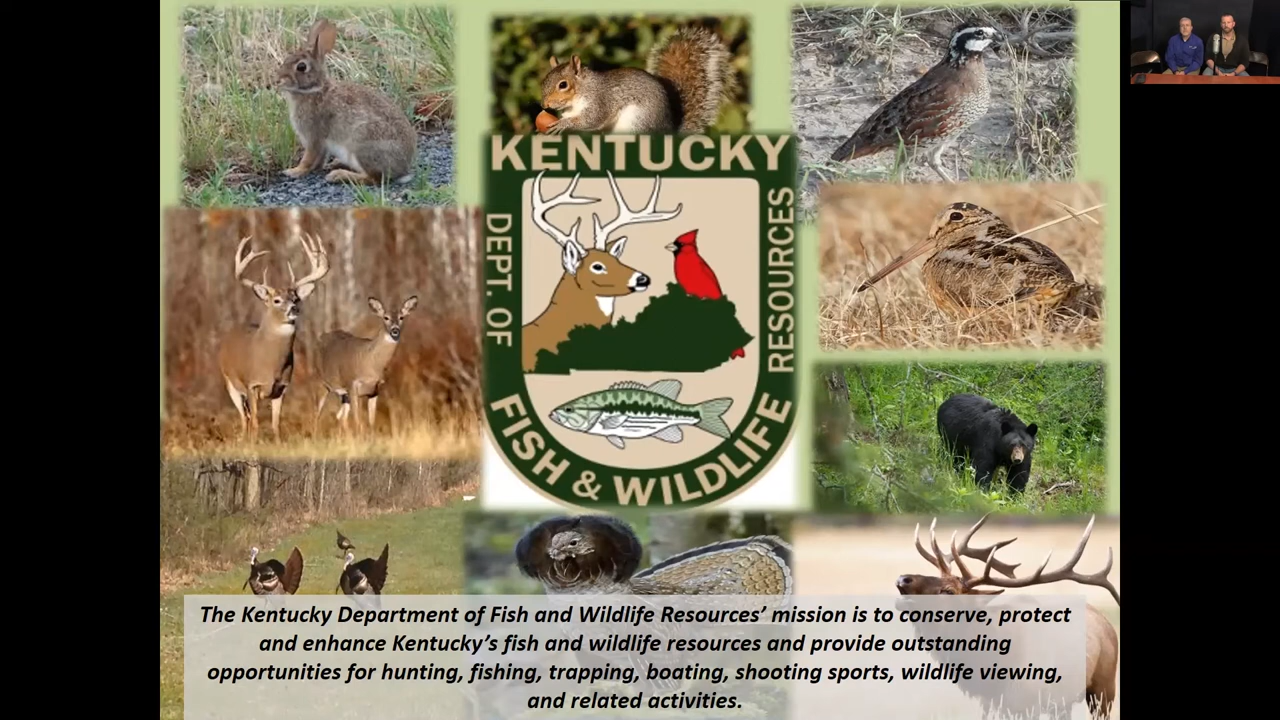 KENTUCKY
DEPT. OF
RESOURCES
FISH & WILDLIFE
The Kentucky Department of Fish and Wildlife Resources’ mission is to conserve, protect
and enhance Kentucky’s fish and wildlife resources and provide outstanding
opportunities for hunting, fishing, trapping, boating, shooting sports, wildlife viewing,
and related activities.